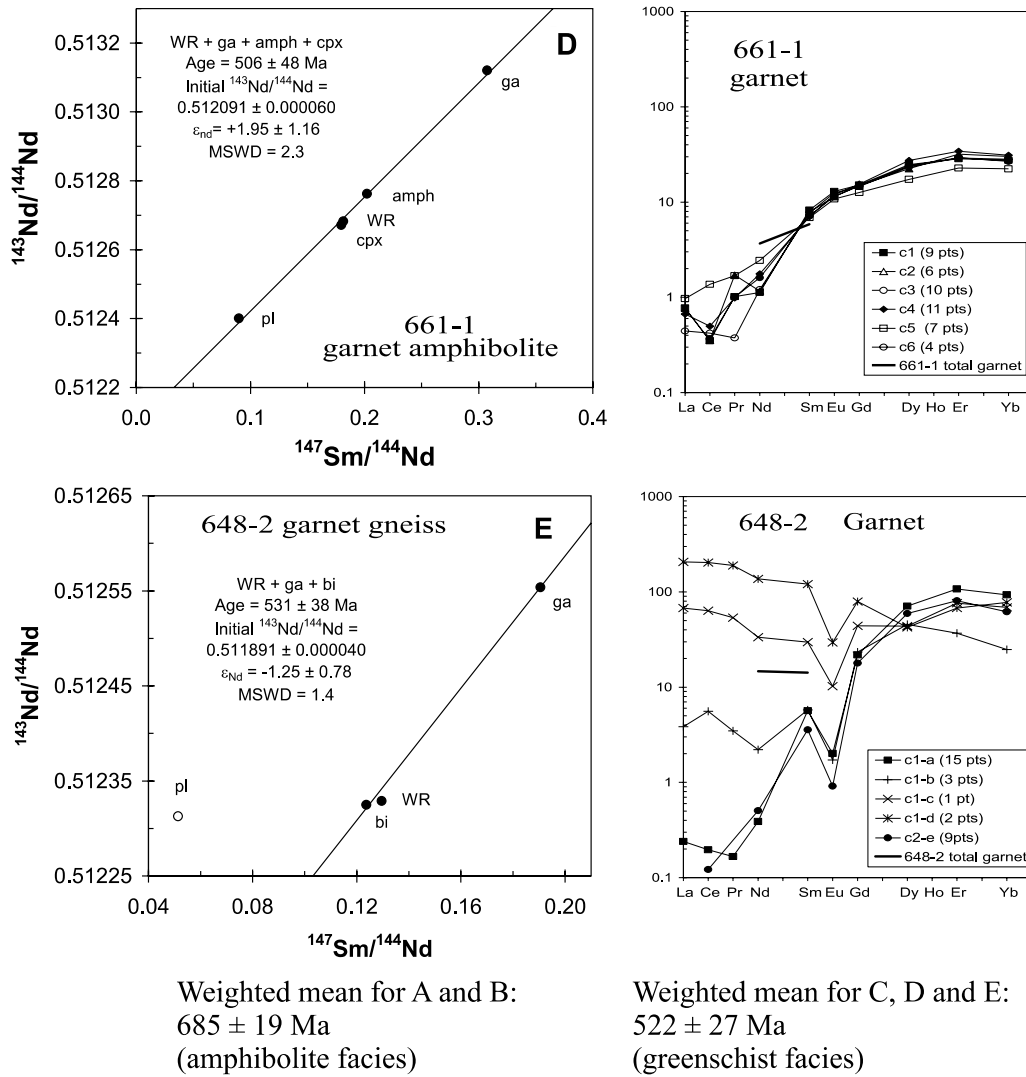 D
WR + ga + amph + cpx
Age = 506 ± 48 Ma
Initial ¹⁴³Nd/¹⁴⁴Nd =
0.512091 ± 0.000060
εnd= +1.95 ± 1.16
MSWD = 2.3
ga
amph
WR
cpx
pl
661-1
garnet amphibolite
0.5132
0.5130
0.5128
0.5126
0.5124
0.5122
¹⁴³Nd/¹⁴⁴Nd
0.0 0.1 0.2 0.3 0.4
¹⁴⁷Sm/¹⁴⁴Nd
661-1
garnet
1000
100
10
1
0.1
c1 (9 pts)
c2 (6 pts)
c3 (10 pts)
c4 (11 pts)
c5 (7 pts)
c6 (4 pts)
661-1 total garnet
La Ce Pr Nd Sm Eu Gd Dy Ho Er Yb
648-2 garnet gneiss
E
WR + ga + bi
Age = 531 ± 38 Ma
Initial ¹⁴³Nd/¹⁴⁴Nd =
0.511891 ± 0.000040
εNd = -1.25 ± 0.78
MSWD = 1.4
ga
WR
bi
pl
0.51265
0.51255
0.51245
0.51235
0.51225
¹⁴³Nd/¹⁴⁴Nd
0.04 0.08 0.12 0.16 0.20
¹⁴⁷Sm/¹⁴⁴Nd
648-2 Garnet
1000
100
10
1
0.1
c1-a (15 pts)
c1-b (3 pts)
c1-c (1 pt)
c1-d (2 pts)
c2-e (9pts)
648-2 total garnet
La Ce Pr Nd Sm Eu Gd Dy Ho Er Yb
Weighted mean for A and B:
685 ± 19 Ma
(amphibolite facies)
Weighted mean for C, D and E:
522 ± 27 Ma
(greenschist facies)